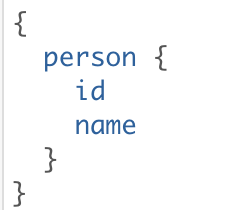 {
  person {
    id
    name
  }
}